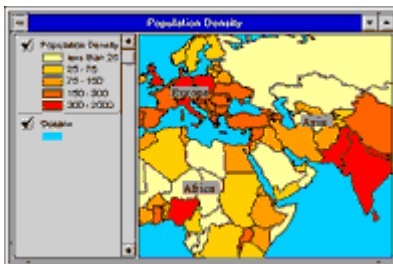 Population Density
Population Density
less than 25
25 - 75
75 - 150
150 - 300
300 - 2000
Oceans
Europe
Asia
Africa